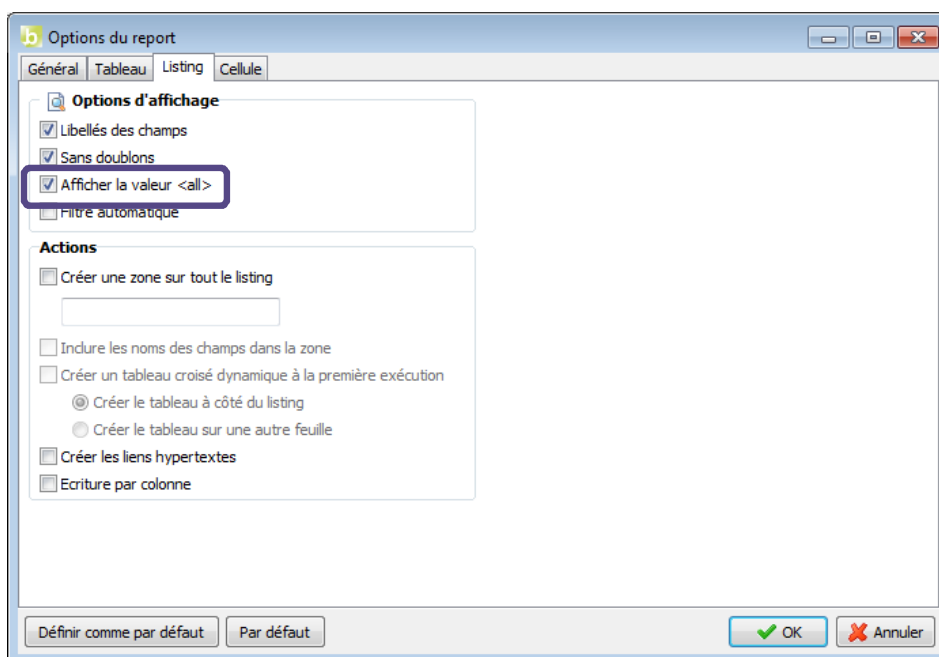 Options du report
Général Tableau Listing Cellule
Options d'affichage
Libellés des champs
Sans doublons
Afficher la valeur <all>
Filtre automatique
Actions
Créer une zone sur tout le listing
Inclure les noms des champs dans la zone
Créer un tableau croisé dynamique à la première exécution
Créer le tableau à côté du listing
Créer le tableau sur une autre feuille
Créer les liens hypertextes
Ecriture par colonne
Définir comme par défaut Par défaut OK Annuler